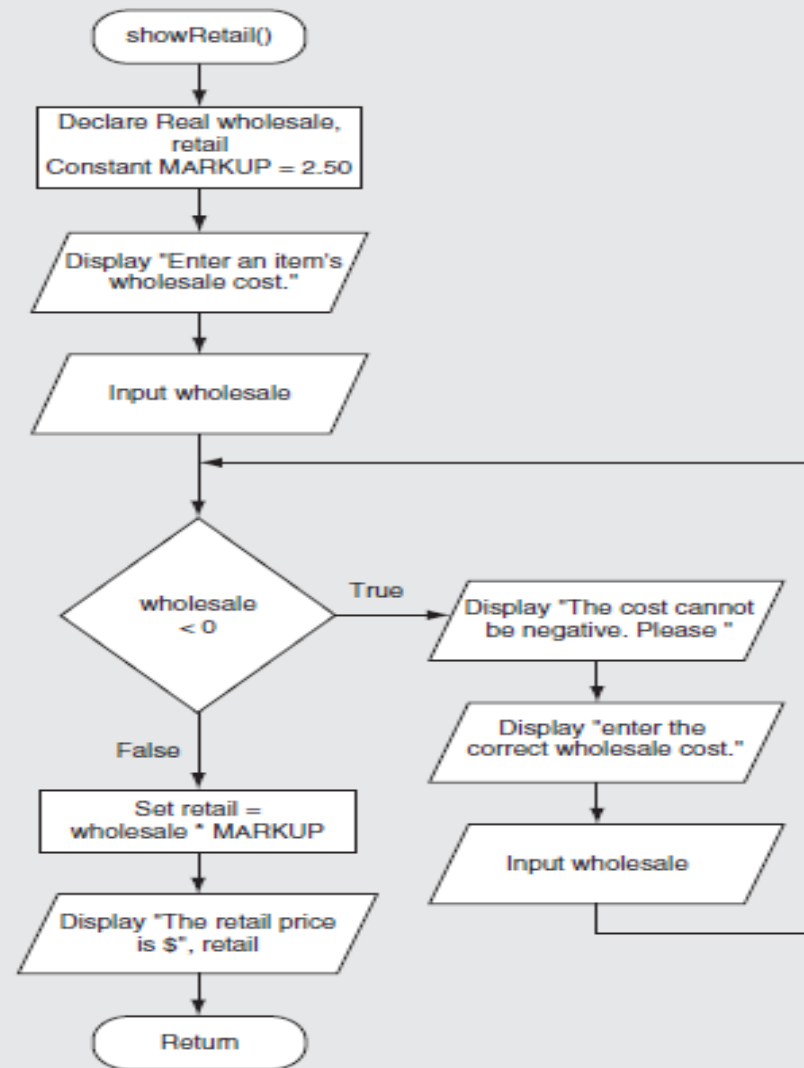 showRetail()
Declare Real wholesale,
retail
Constant MARKUP = 2.50
Display "Enter an item's
wholesale cost."
Input wholesale
wholesale
< 0
True
Display "The cost cannot
be negative. Please "
Display "enter the
correct wholesale cost."
Input wholesale
False
Set retail =
wholesale * MARKUP
Display "The retail price
is $", retail
Return